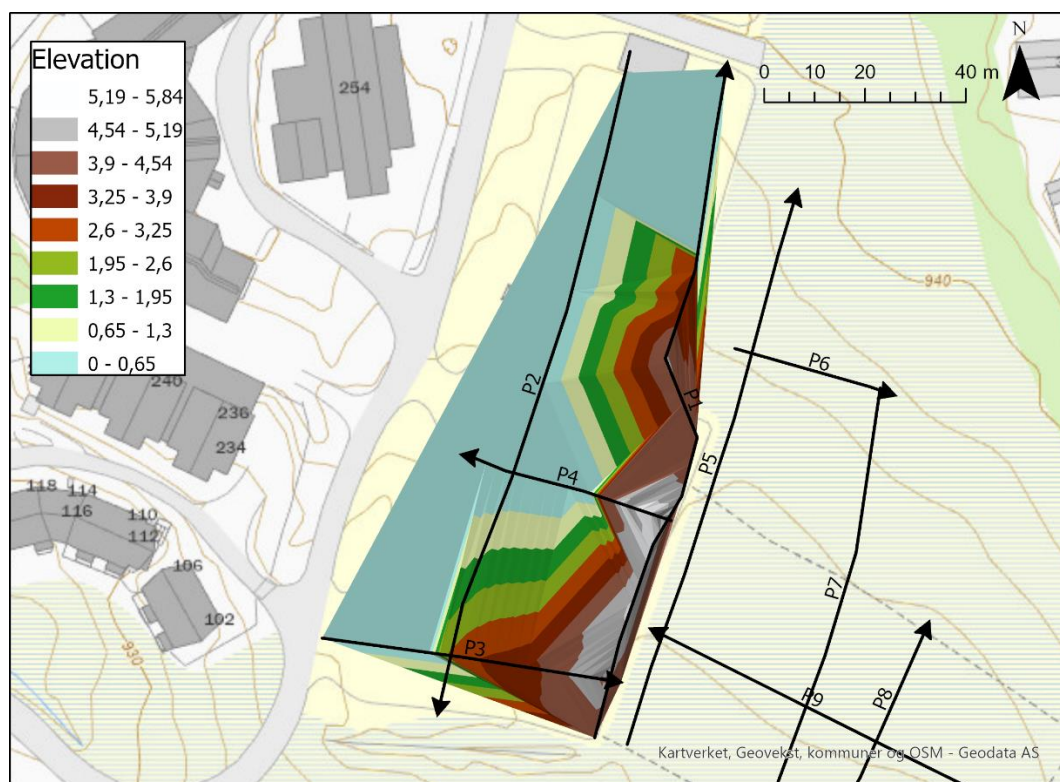 Elevation
5,19 - 5,84
4,54 - 5,19
3,9 - 4,54
3,25 - 3,9
2,6 - 3,25
1,95 - 2,6
1,3 - 1,95
0,65 - 1,3
0 - 0,65
254
N
0 10 20 40 m
940
P6
P2
P1
P5
P4
240
236
234
118
114
116
110
112
106
102
930
P3
P7
P8
P9
Kartverket, Geovekst, kommuner og OSM - Geodata AS